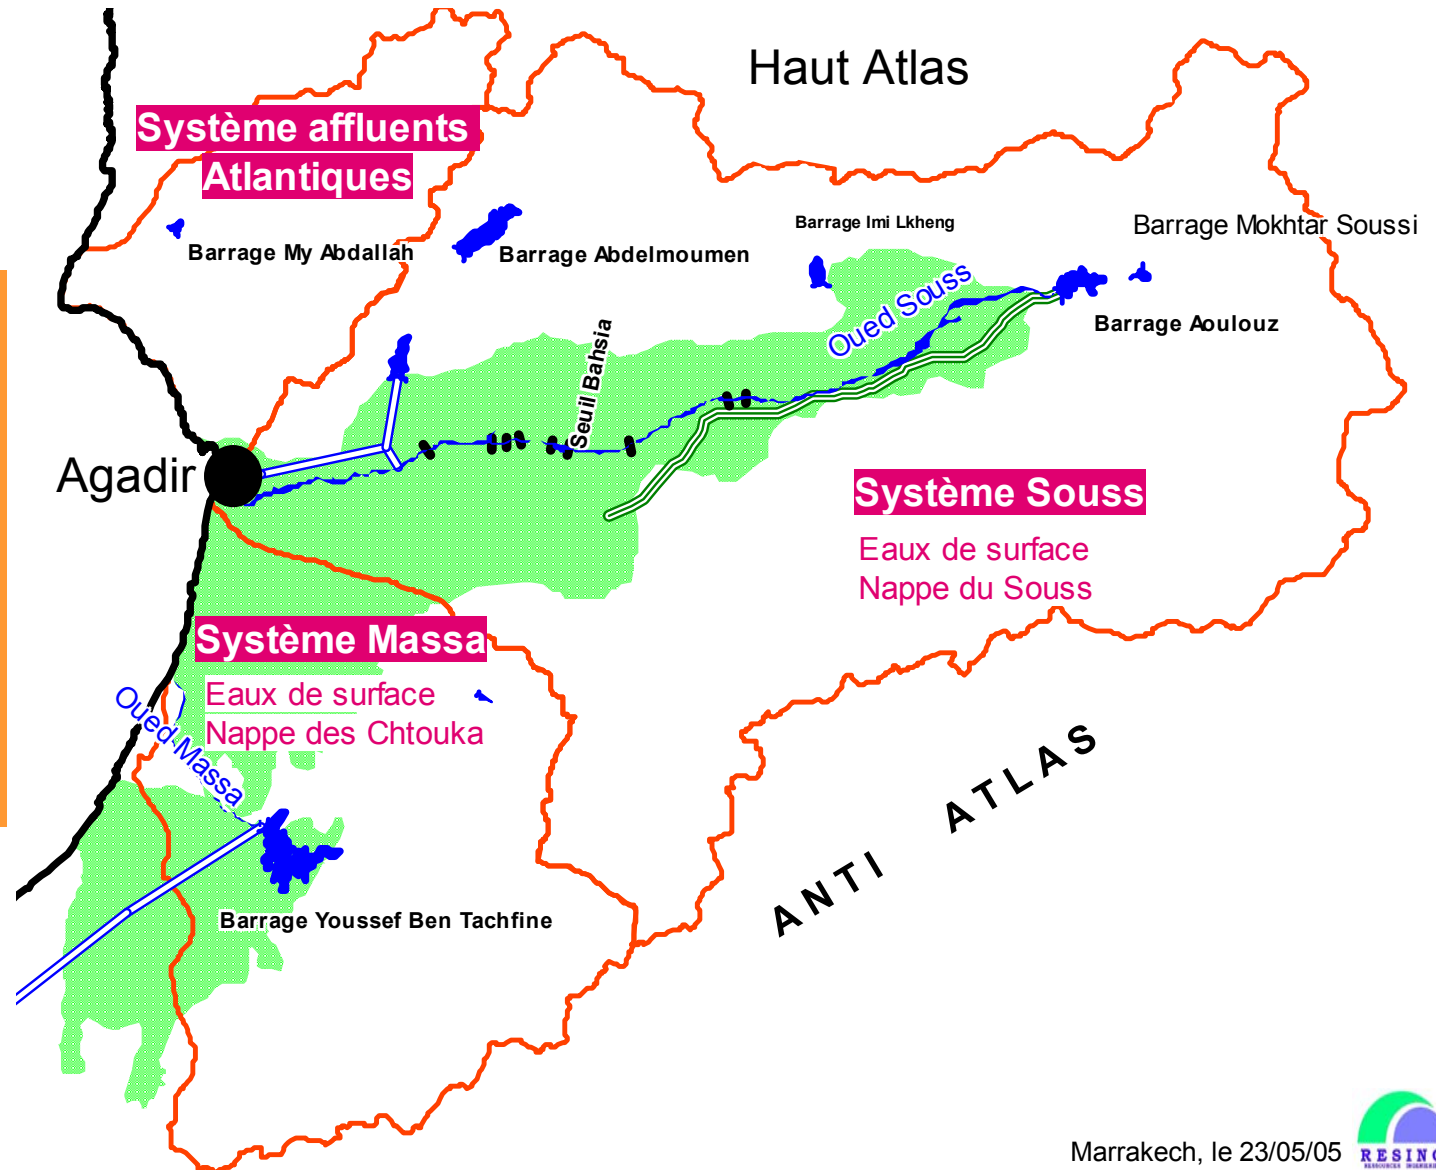 Haut Atlas
Système affluents
Atlantiques
Barrage My Abdallah
Barrage Abdelmoumen
Barrage Imi Lkheng
Barrage Mokhtar Soussi
Oued Souss
Barrage Aoulouz
Seuil Bahsia
Agadir
Système Souss
Eaux de surface
Nappe du Souss
Système Massa
Eaux de surface
Nappe des Chtouka
Oued Massa
ANTI ATLAS
Barrage Youssef Ben Tachfine
Marrakech, le 23/05/05